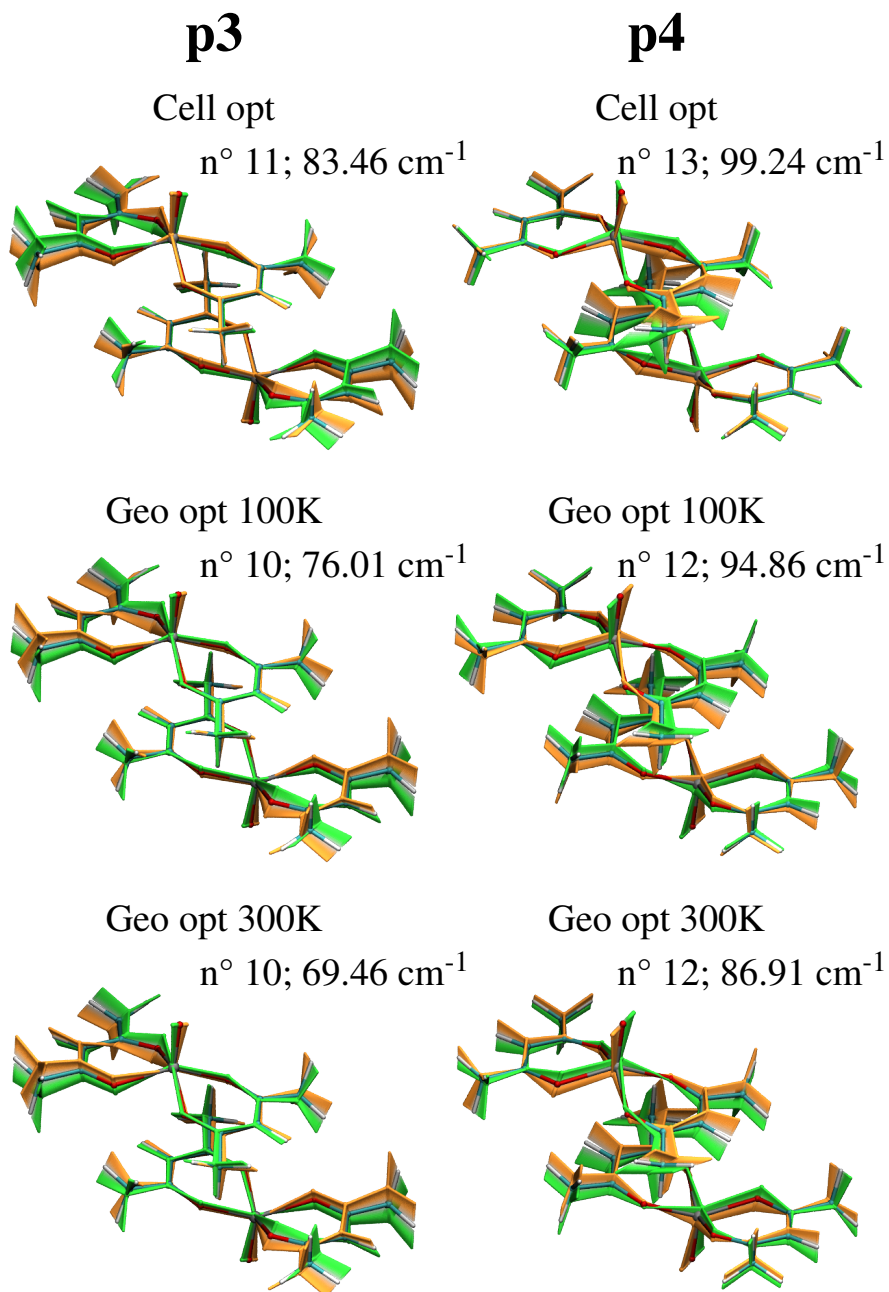 p3 p4
Cell opt Cell opt
n° 11; 83.46 cm-1 n° 13; 99.24 cm-1
Geo opt 100K Geo opt 100K
n° 10; 76.01 cm-1 n° 12; 94.86 cm-1
Geo opt 300K Geo opt 300K
n° 10; 69.46 cm-1 n° 12; 86.91 cm-1